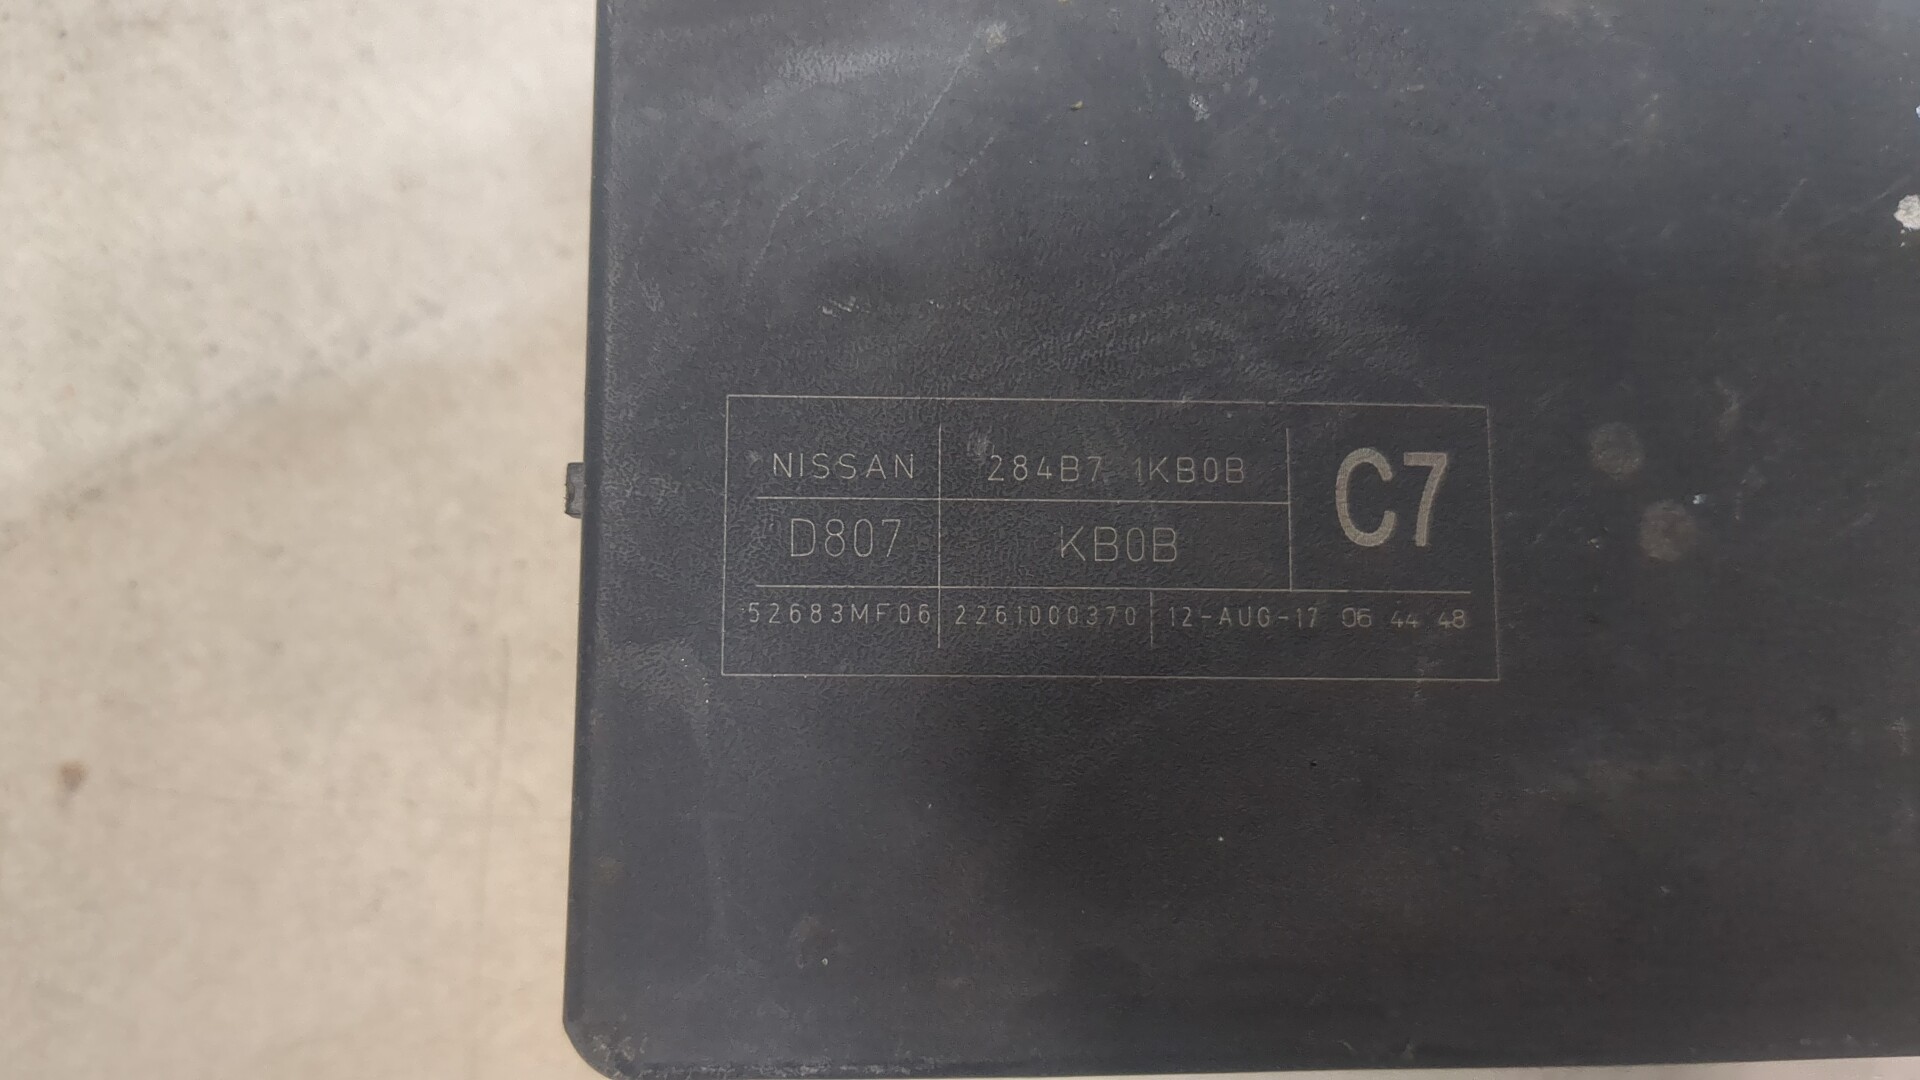 NISSAN 284B7 1KB0B C7
D807 KB0B
52683MF06 2261000370 12-AUG-17 06 44 48